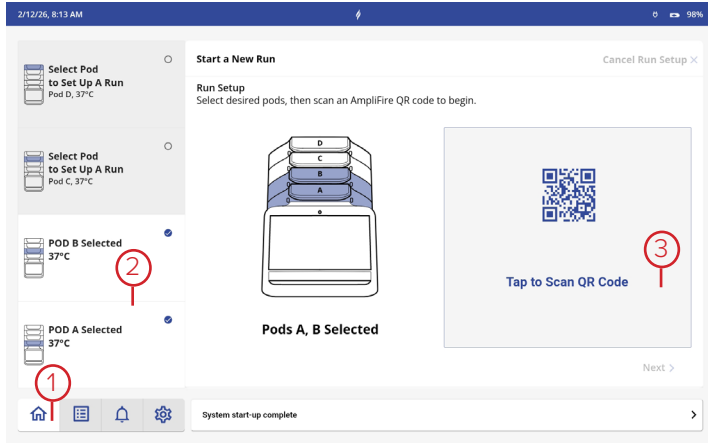 2/12/26, 8:13 AM
98%
Select Pod
to Set Up A Run
Pod D, 37°C
Select Pod
to Set Up A Run
Pod C, 37°C
POD B Selected
37°C
2
POD A Selected
37°C
1
Start a New Run
Cancel Run Setup ×
Run Setup
Select desired pods, then scan an AmpliFire QR code to begin.
D
C
B
A
Pods A, B Selected
3
Tap to Scan QR Code
Next >
System start-up complete